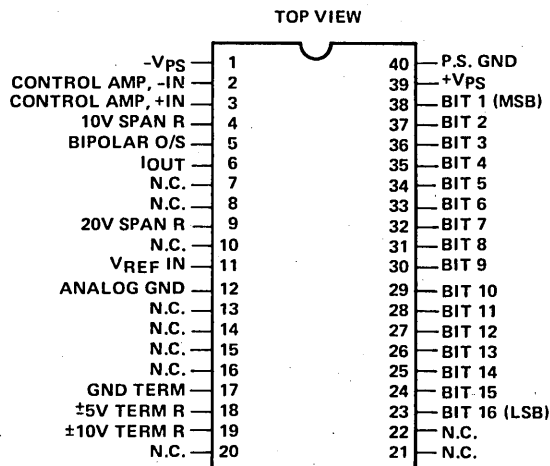 TOP VIEW
-VPS 1 40 P.S. GND
CONTROL AMP, -IN 2 39 +VPS
CONTROL AMP, +IN 3 38 BIT 1 (MSB)
10V SPAN R 4 37 BIT 2
BIPOLAR O/S 5 36 BIT 3
IOUT 6 35 BIT 4
N.C. 7 34 BIT 5
N.C. 8 33 BIT 6
20V SPAN R 9 32 BIT 7
N.C. 10 31 BIT 8
VREF IN 11 30 BIT 9
ANALOG GND 12 29 BIT 10
N.C. 13 28 BIT 11
N.C. 14 27 BIT 12
N.C. 15 26 BIT 13
N.C. 16 25 BIT 14
GND TERM 17 24 BIT 15
±5V TERM R 18 23 BIT 16 (LSB)
±10V TERM R 19 22 N.C.
N.C. 20 21 N.C.